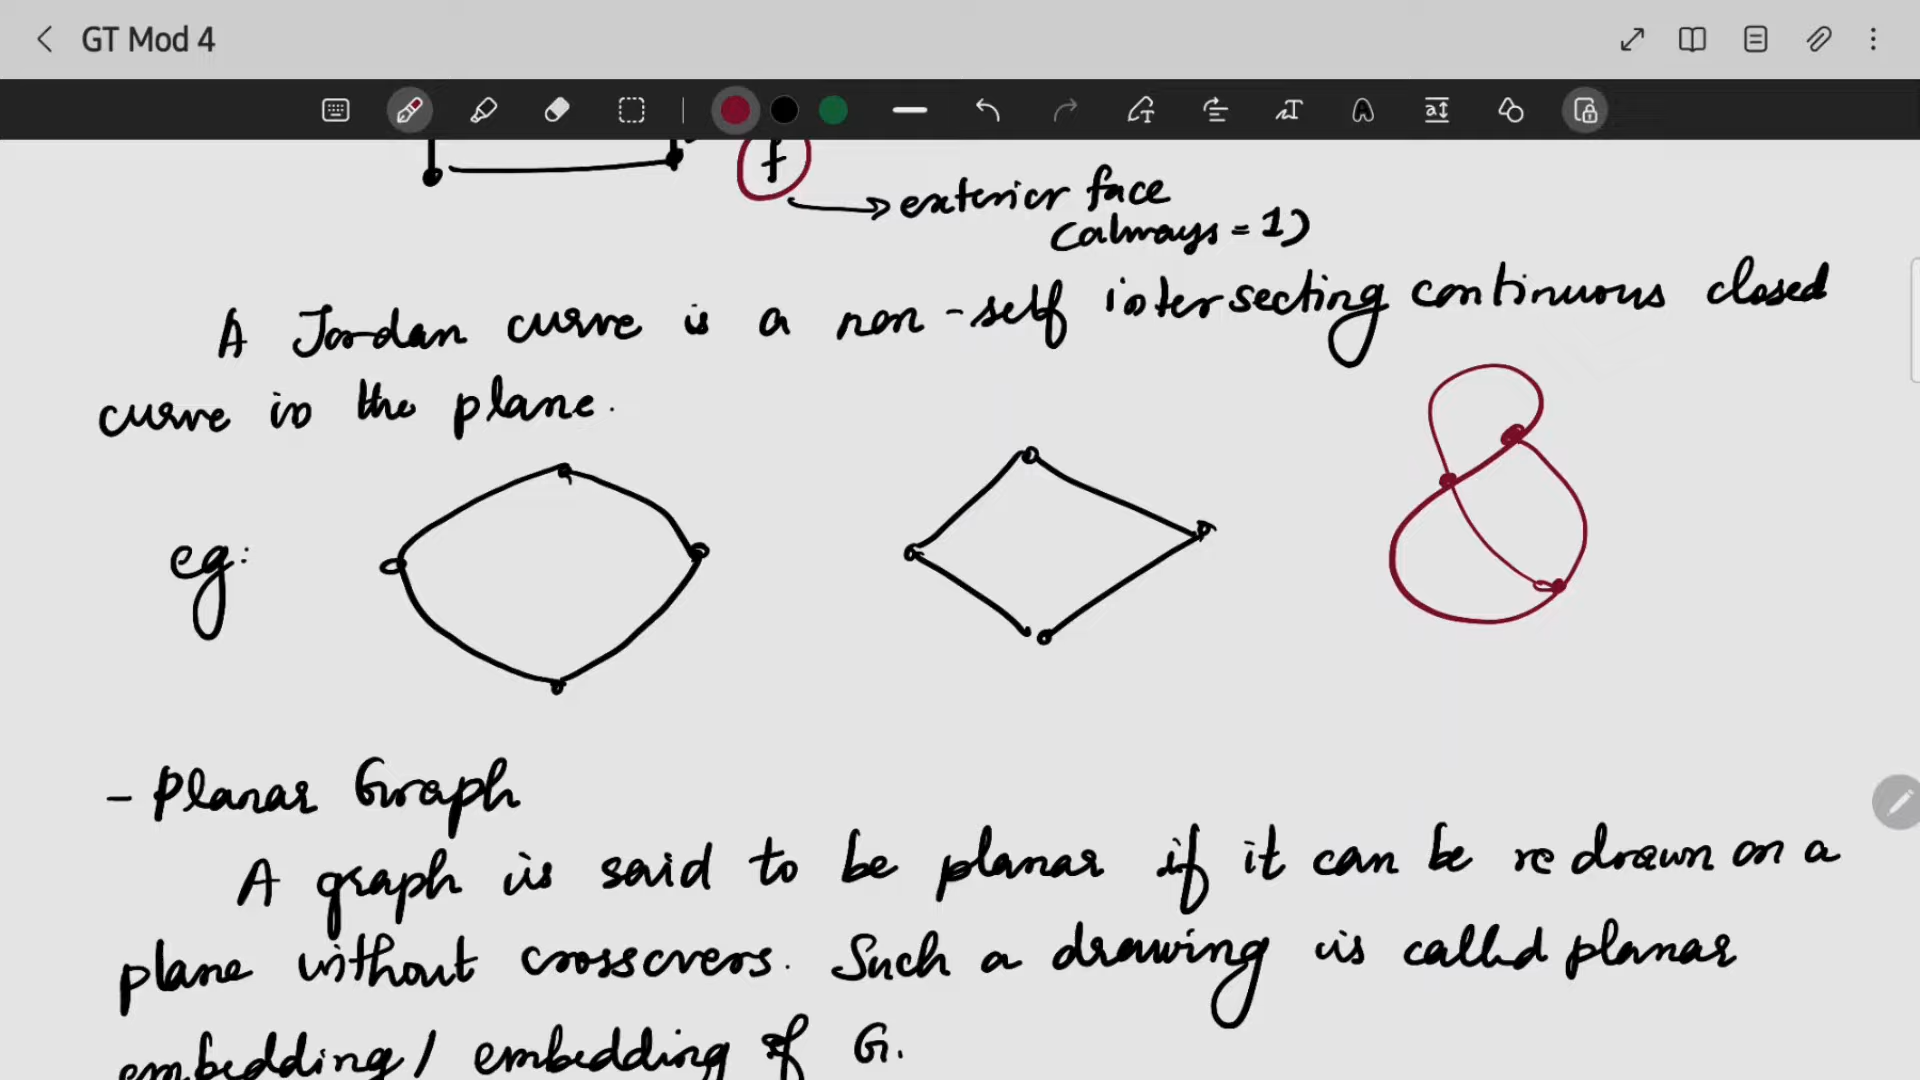 GT Mod 4
f
→ exterior face
(always = 1)
A Jordan curve is a non-self intersecting continuous closed
curve in the plane.
eg:
- Planar Graph
A graph is said to be planar if it can be redrawn on a
plane without crossovers. Such a drawing is called planar
embedding / embedding of G.